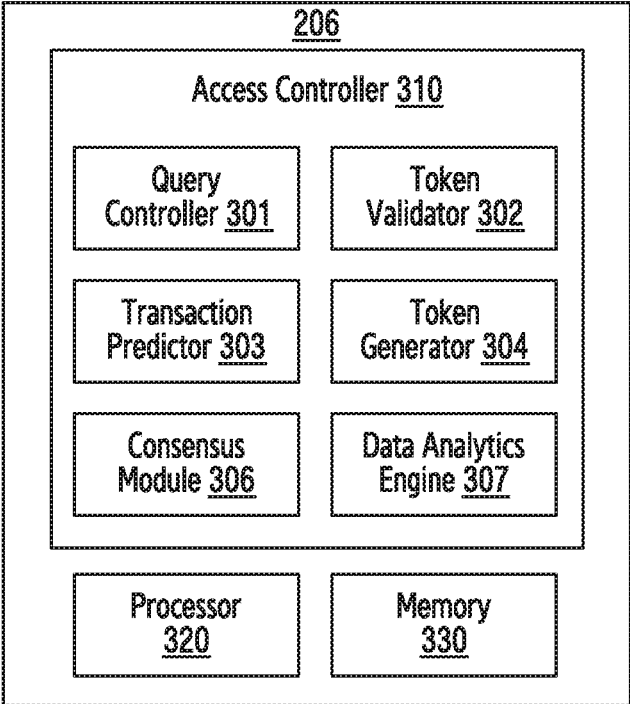 206
Access Controller 310
Query
Controller 301
Token
Validator 302
Transaction
Predictor 303
Token
Generator 304
Consensus
Module 306
Data Analytics
Engine 307
Processor
320
Memory
330